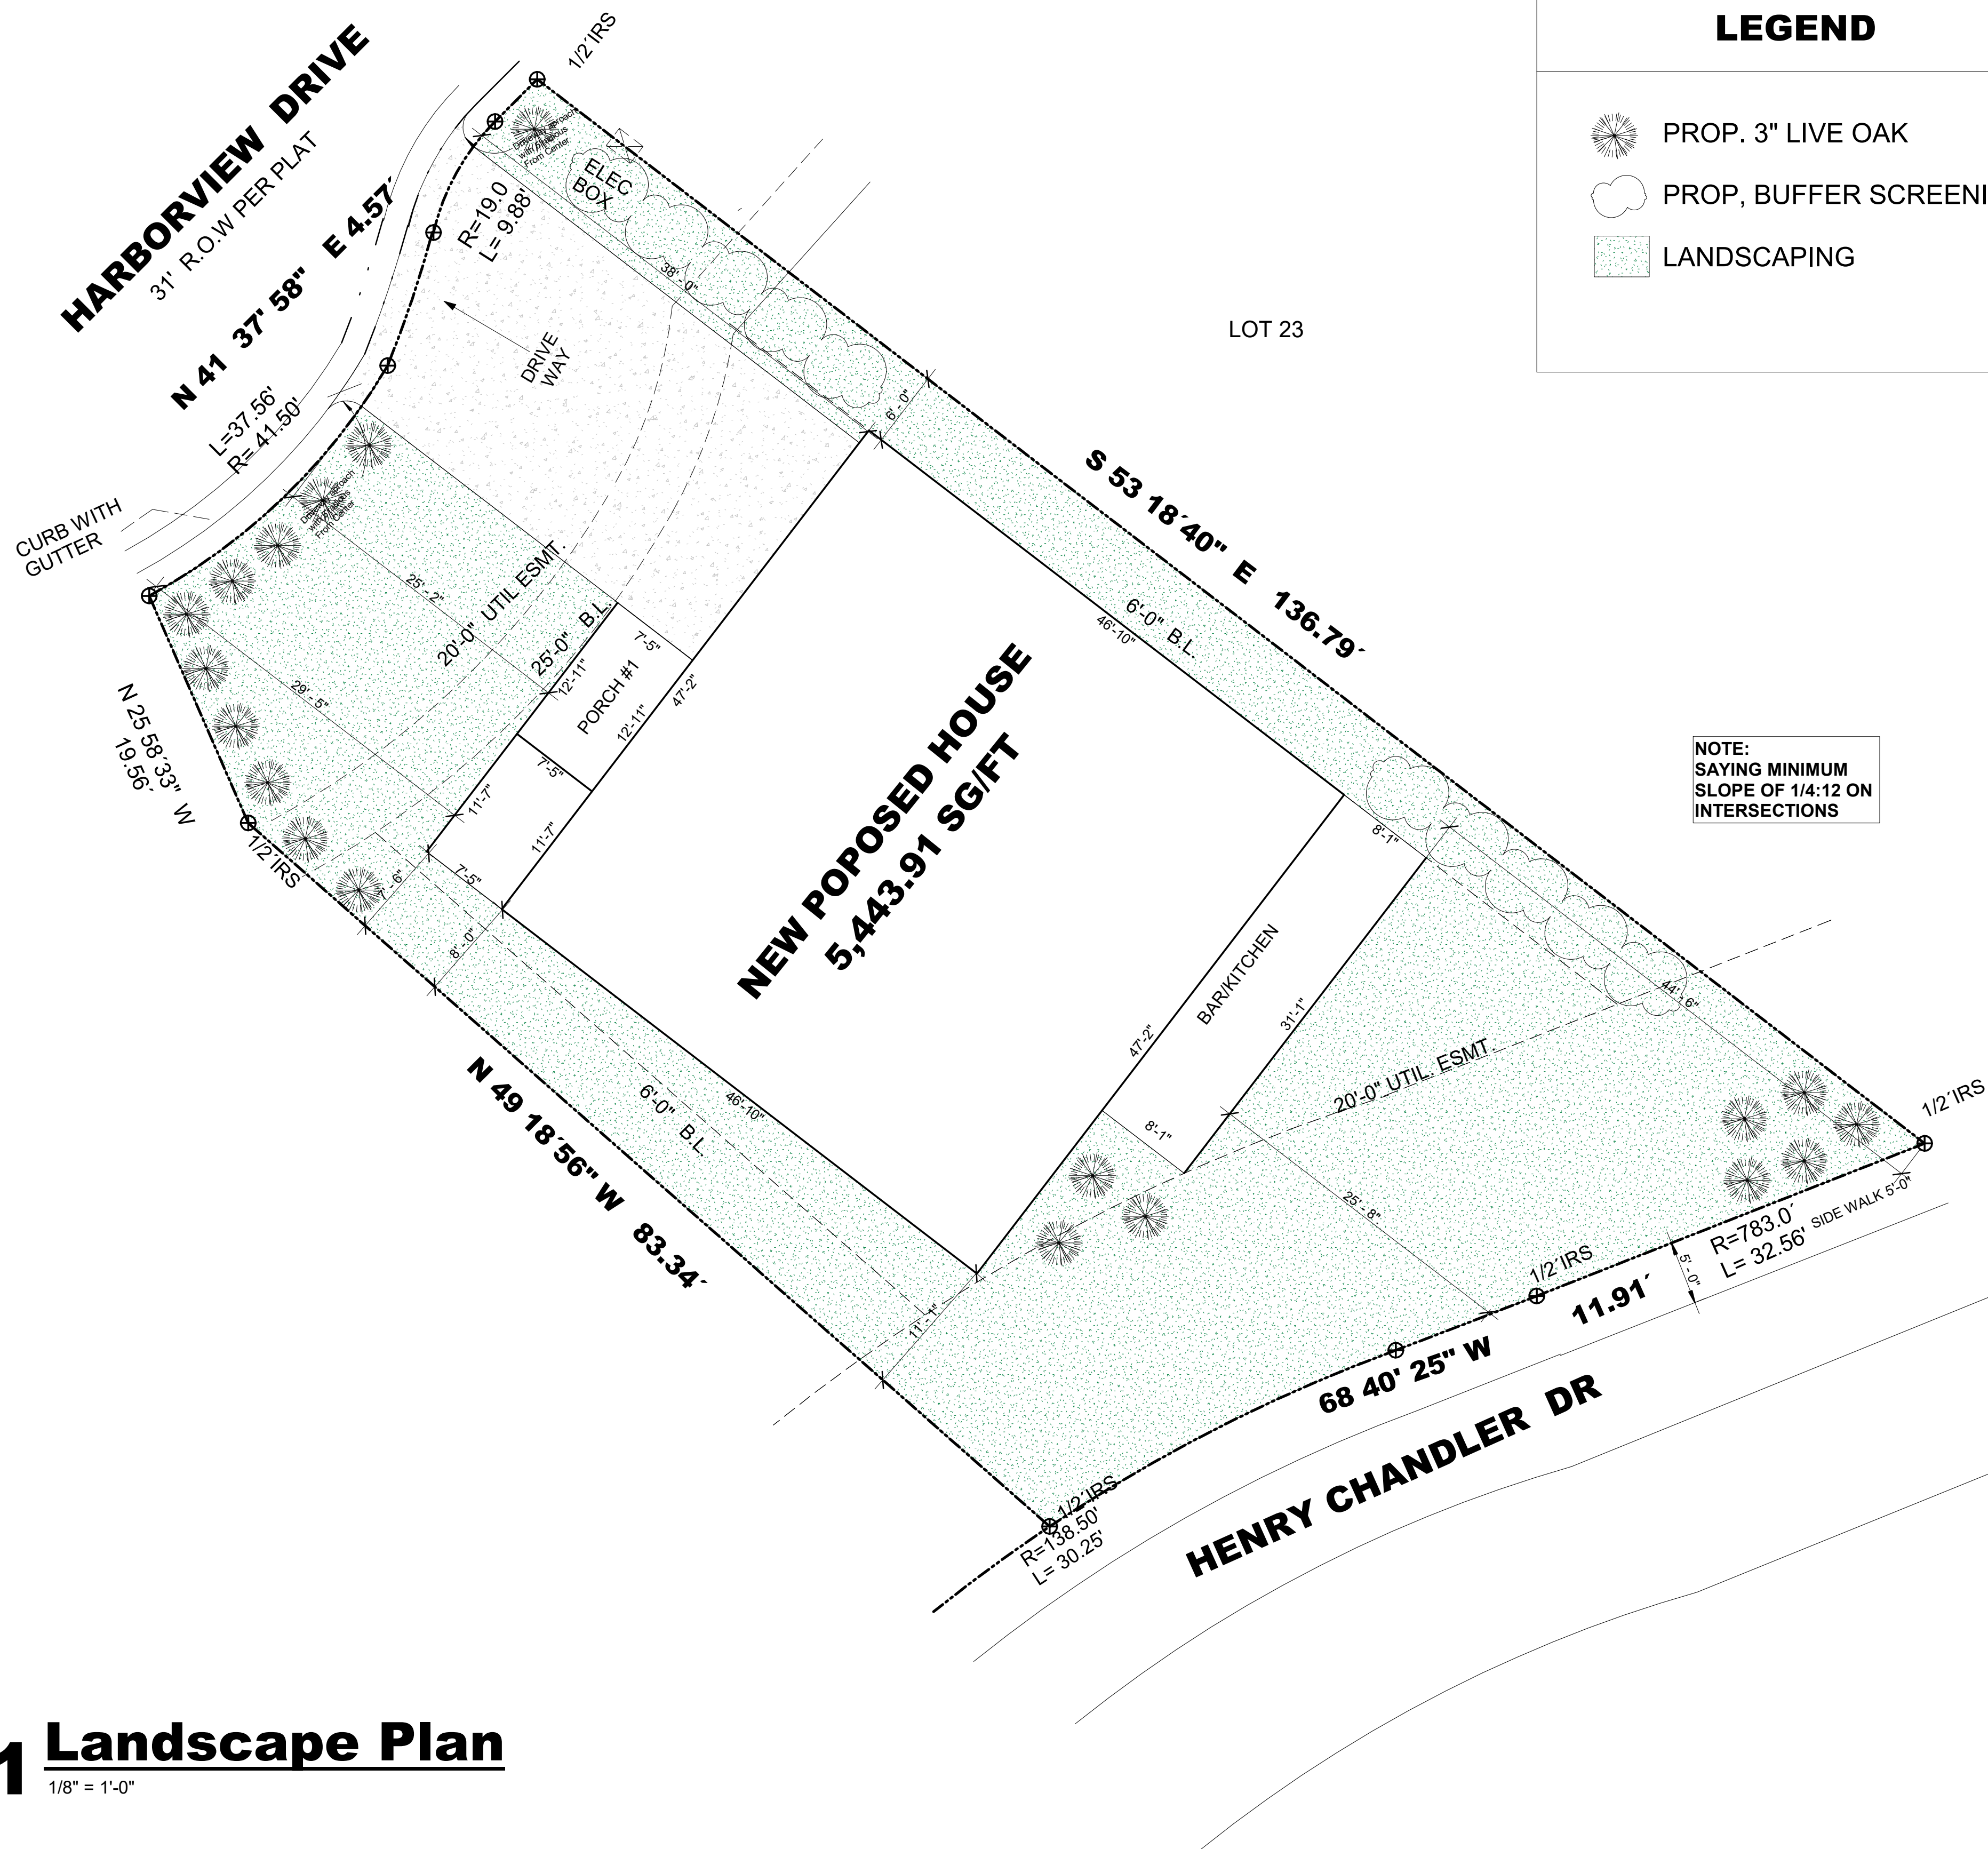 LEGEND
PROP. 3" LIVE OAK
PROP, BUFFER SCREENI
LANDSCAPING
HARBORVIEW DRIVE
31' R.O.W PER PLAT
N 41 37' 58" E 4.57´
1/2´IRS
Driveway aproach
From Center
ELEC
BOX
R=19.0
L= 9.88'
38' - 0"
DRIVE
WAY
6' - 0"
L=37.56'
R= 41.50'
CURB WITH
GUTTER
Driveway aproach
From Center
LOT 23
S 53 18´40" E 136.79´
25' - 2"
20'-0" UTIL ESMT.
25'-0" B.L.
29' - 5"
12'-11"
PORCH #1
7'-5"
47'-2"
12'-11"
7'-5"
11'-7"
11'-7"
N 25 58´33" W
19.56´
1/2´IRS
7' - 6"
7'-5"
8' - 0"
6'-0" B.L.
46'-10"
NEW POPOSED HOUSE
5,443.91 SG/FT
NOTE:
SAYING MINIMUM
SLOPE OF 1/4:12 ON
INTERSECTIONS
8'-1"
BAR/KITCHEN
47'-2"
31'-1"
8'-1"
44' - 6"
20'-0" UTIL. ESMT.
N 49 18´56" W 83.34´
6'-0" B.L.
46'-10"
11' - 1"
25' - 8"
1/2´IRS
SIDE WALK 5'-0"
R=783.0´
L= 32.56'
5' - 0"
1/2´IRS
11.91´
68 40' 25" W
HENRY CHANDLER DR
1/2´IRS
R=138.50'
L= 30.25'
1 Landscape Plan
1/8" = 1'-0"